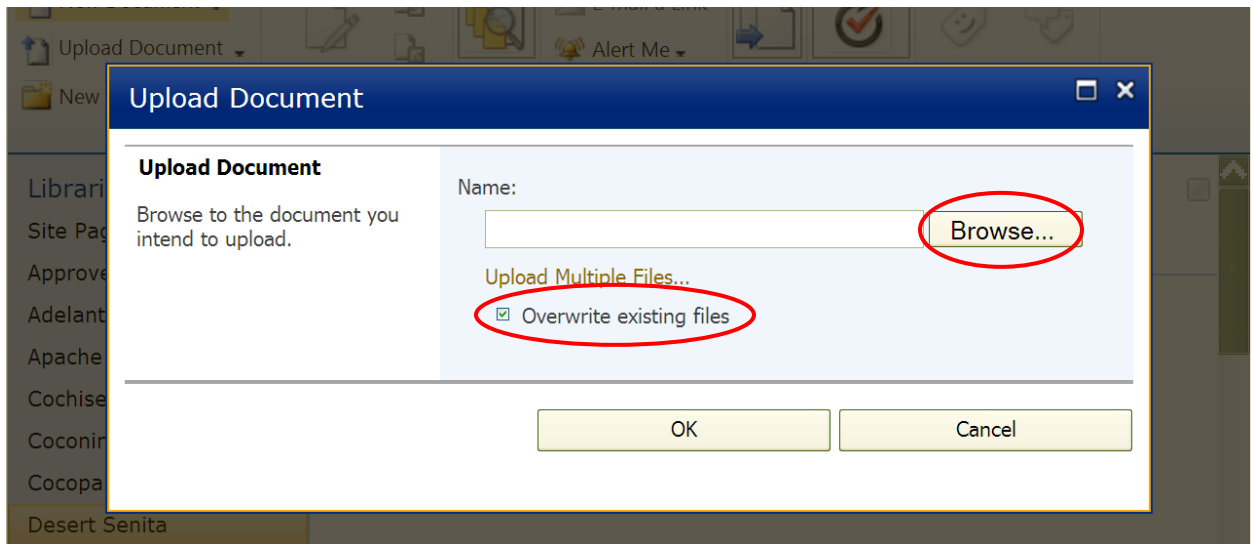 Upload Document
Alert Me
New
Upload Document
Upload Document
Browse to the document you
intend to upload.
Name:
Browse...
Upload Multiple Files...
Overwrite existing files
OK
Cancel
Librari
Site Pag
Approve
Adelant
Apache
Cochise
Coconin
Cocopa
Desert Senita